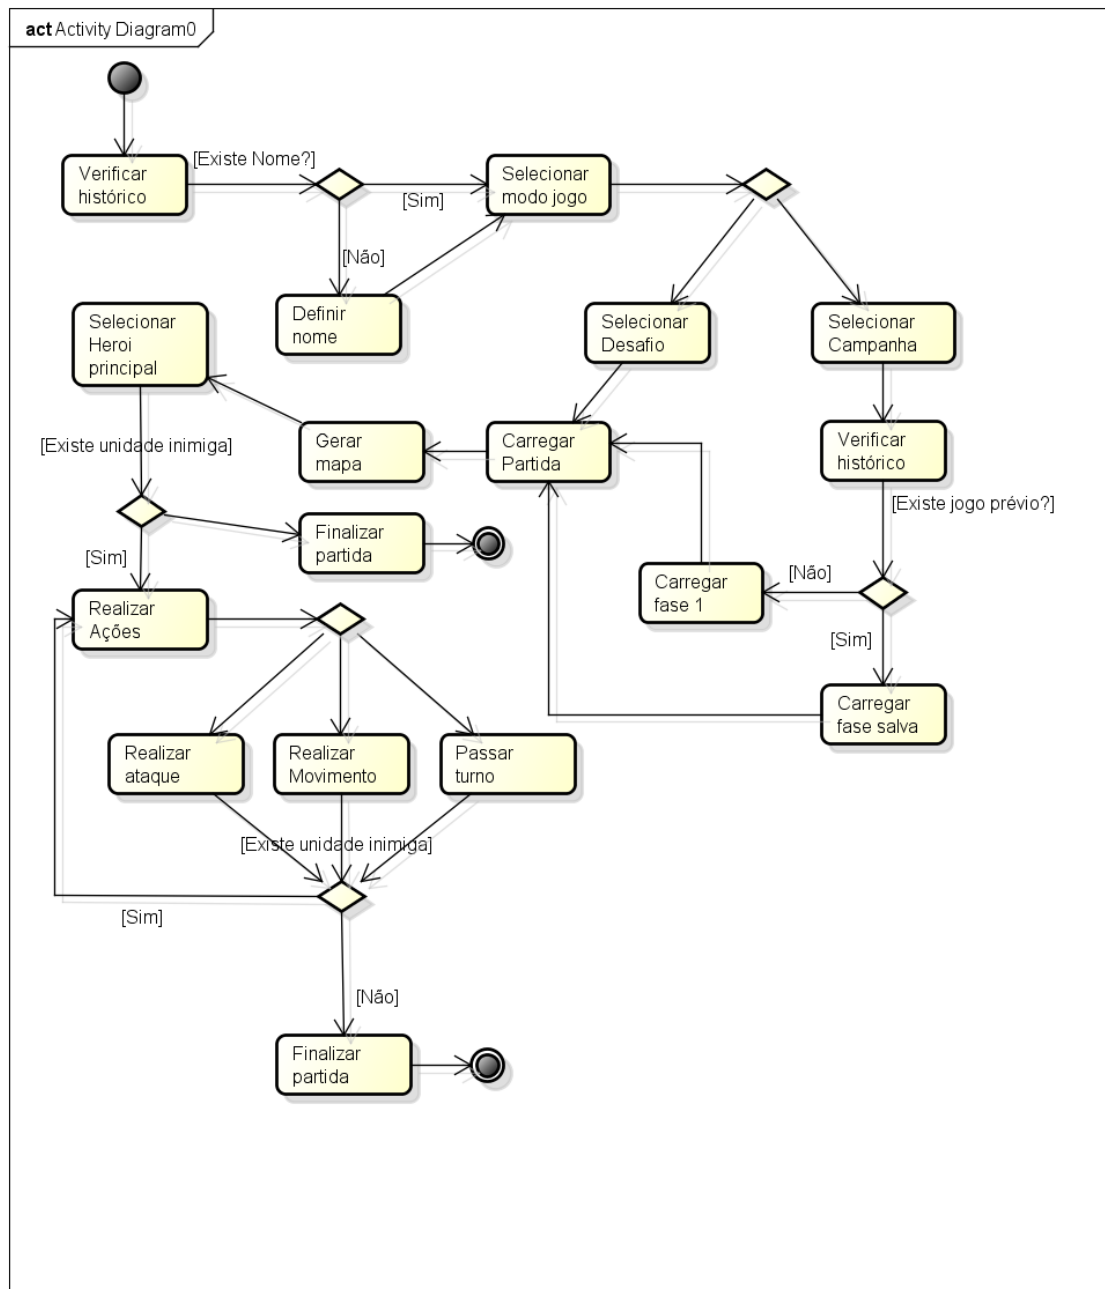 act Activity Diagram0
Verificar
histórico
[Existe Nome?]
[Sim]
Selecionar
modo jogo
[Não]
Definir
nome
Selecionar
Heroi
principal
Selecionar
Desafio
Selecionar
Campanha
[Existe unidade inimiga]
Gerar
mapa
Carregar
Partida
Verificar
histórico
[Existe jogo prévio?]
Finalizar
partida
[Sim]
[Não]
Carregar
fase 1
Realizar
Ações
[Sim]
Carregar
fase salva
Realizar
ataque
Realizar
Movimento
Passar
turno
[Existe unidade inimiga]
[Sim]
[Não]
Finalizar
partida